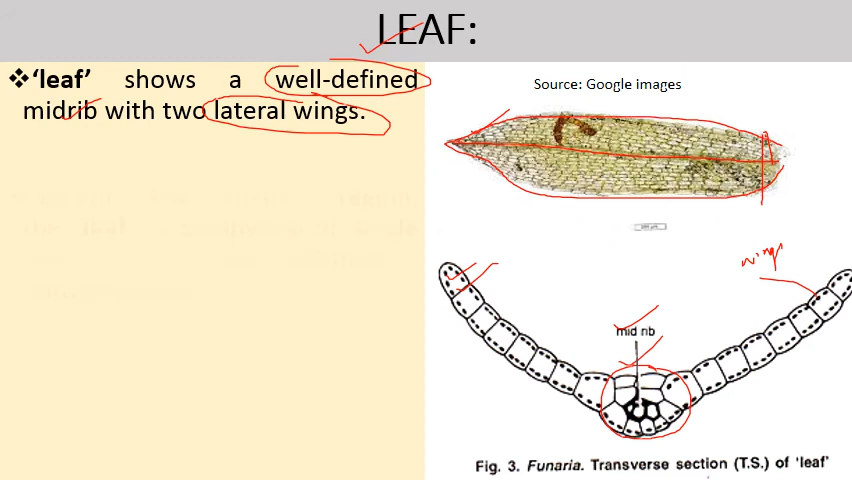 LEAF:
❖‘leaf’ shows a well-defined
midrib with two lateral wings.
Source: Google images
wings
mid rib
Fig. 3. Funaria. Transverse section (T.S.) of ‘leaf’